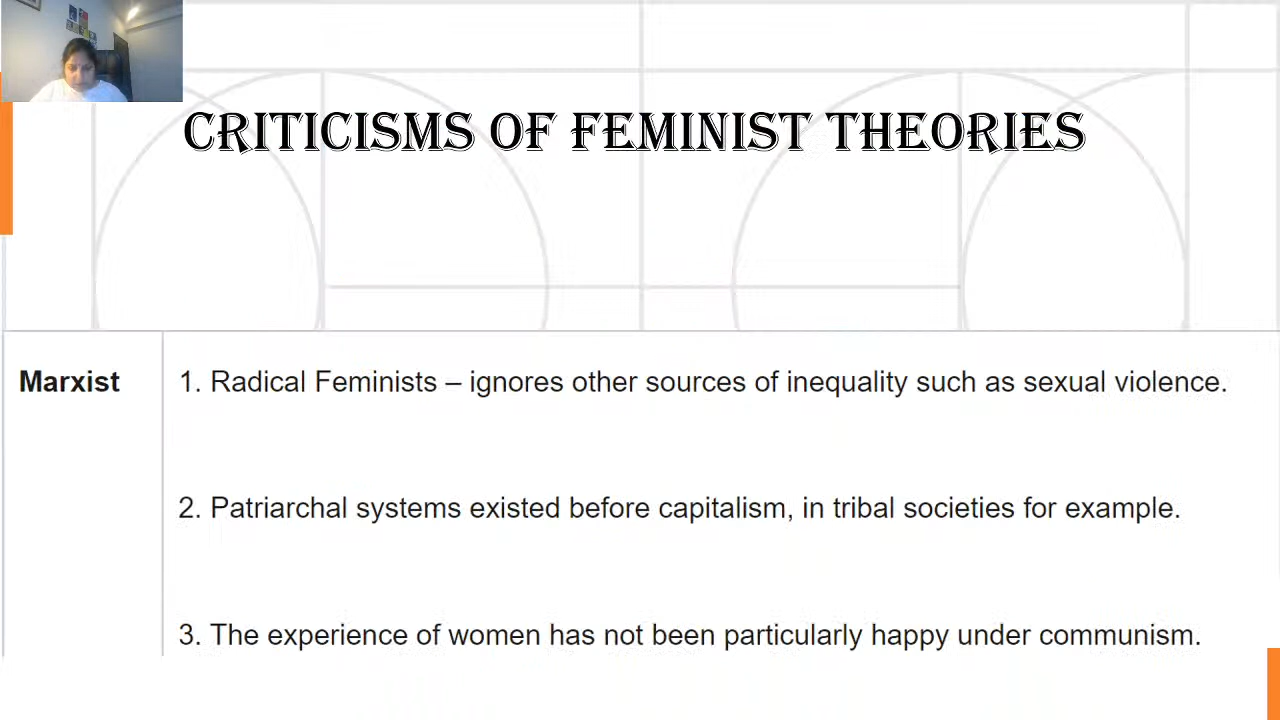 CRITICISMS OF FEMINIST THEORIES
Marxist
1. Radical Feminists – ignores other sources of inequality such as sexual violence.
2. Patriarchal systems existed before capitalism, in tribal societies for example.
3. The experience of women has not been particularly happy under communism.